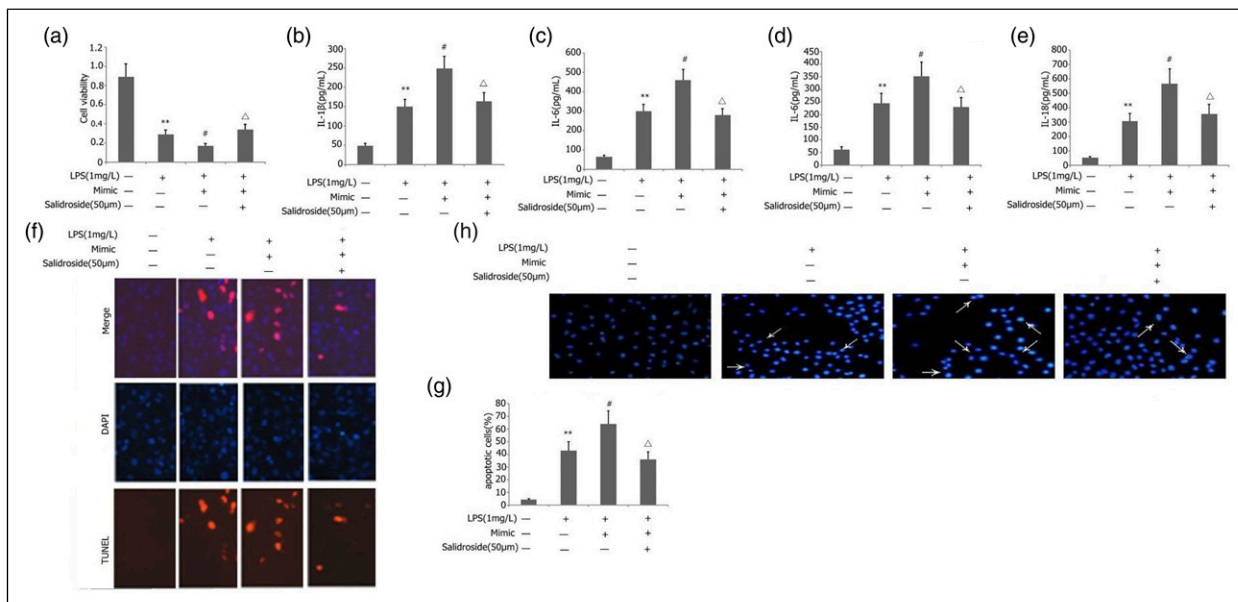 (a)
Cell viability
1.2
1
0.8
0.6
0.4
0.2
0
**
#
△
LPS(1mg/L) — + + +
Mimic — — + +
Salidroside(50μm) — — — +
(b)
IL-1β(pg/mL)
300
250
200
150
100
50
0
**
#
△
LPS(1mg/L) — + + +
Mimic — — + +
Salidroside(50μm) — — — +
(c)
IL-6(pg/mL)
600
500
400
300
200
100
0
**
#
△
LPS(1mg/L) — + + +
Mimic — — + +
Salidroside(50μm) — — — +
(d)
IL-6(pg/mL)
450
400
350
300
250
200
150
100
50
0
**
#
△
LPS(1mg/L) — + + +
Mimic — — + +
Salidroside(50μm) — — — +
(e)
IL-18(pg/mL)
800
700
600
500
400
300
200
100
0
**
#
△
LPS(1mg/L) — + + +
Mimic — — + +
Salidroside(50μm) — — — +
(f)
LPS(1mg/L) — + + +
Mimic — — + +
Salidroside(50μm) — — — +
Merge
DAPI
TUNEL
(h)
LPS(1mg/L) — + + +
Mimic — — + +
Salidroside(50μm) — — — +
(g)
apoptotic cells(%)
80
70
60
50
40
30
20
10
0
**
#
△
LPS(1mg/L) — + + +
Mimic — — + +
Salidroside(50μm) — — — +